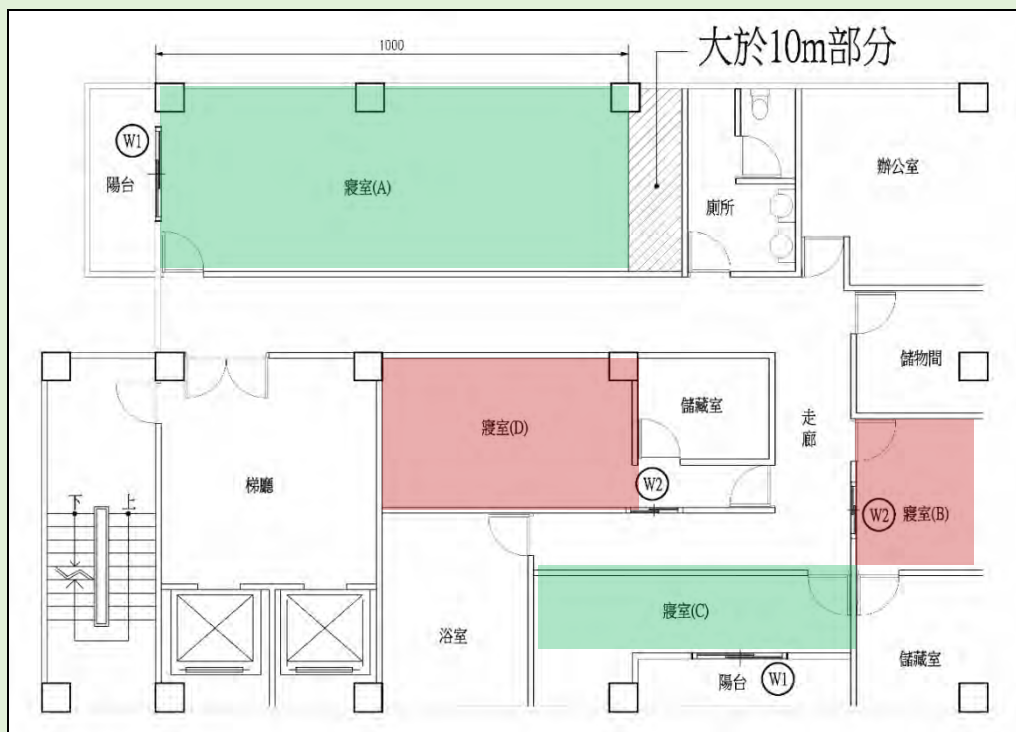 1000
大於10m部分
W1
陽台
寢室(A)
廁所
辦公室
儲物間
儲藏室
寢室(D)
走廊
W2
梯廳
下
上
W2
寢室(B)
寢室(C)
浴室
陽台
W1
儲藏室